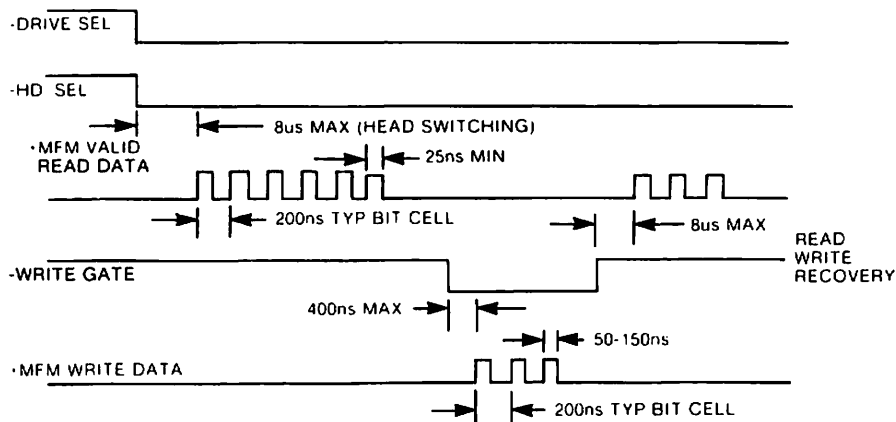 -DRIVE SEL
-HD SEL
8us MAX (HEAD SWITCHING)
·MFM VALID
READ DATA
25ns MIN
200ns TYP BIT CELL
8us MAX
READ
WRITE
RECOVERY
-WRITE GATE
400ns MAX
50-150ns
·MFM WRITE DATA
200ns TYP BIT CELL